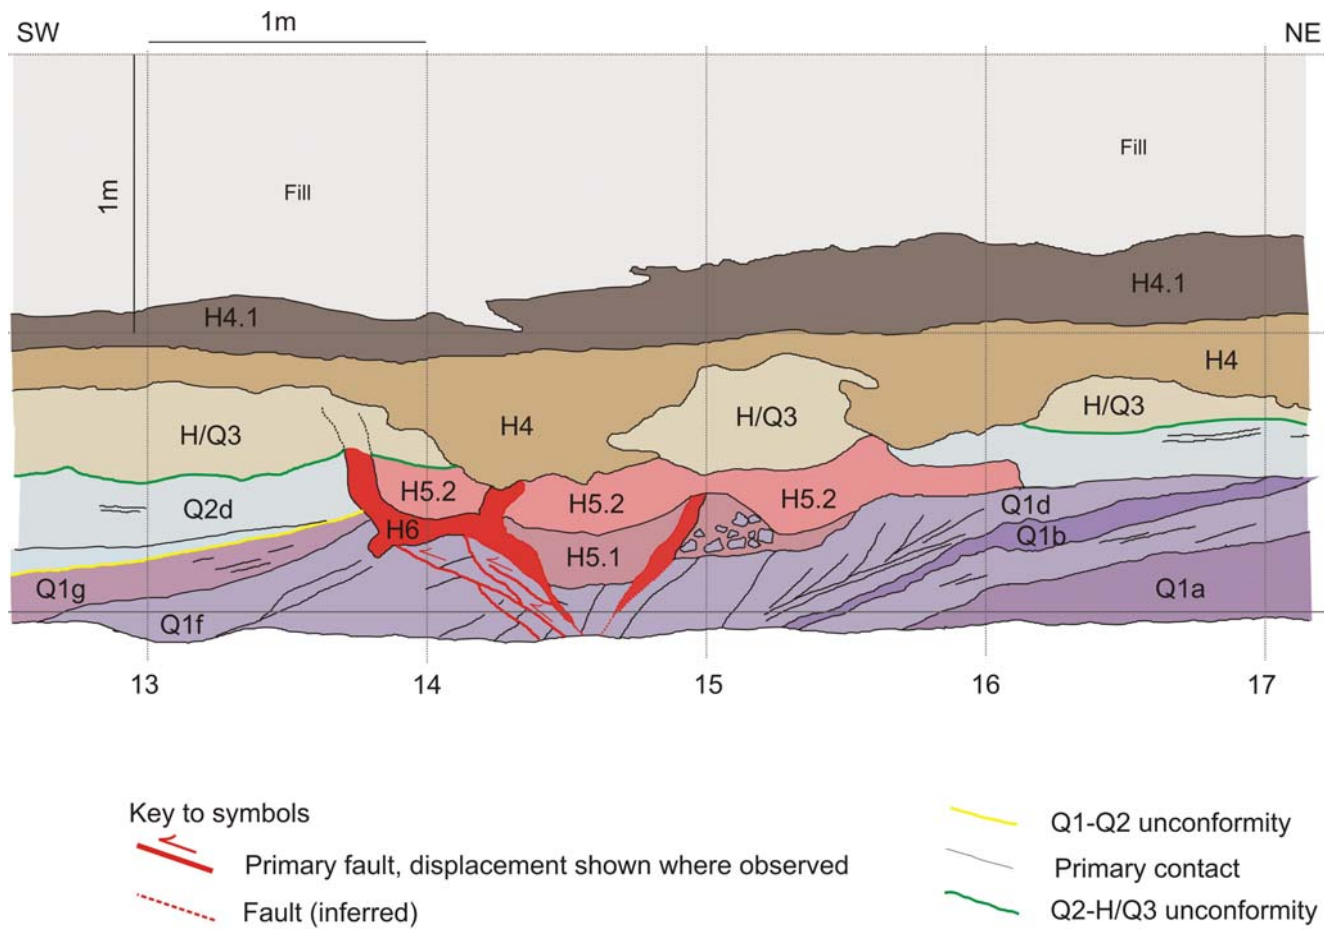 SW
1m
NE
1m
Fill
Fill
H4.1
H4.1
H4
H4
H/Q3
H/Q3
H/Q3
H5.2
H5.2
H5.2
Q2d
H6
H5.1
Q1d
Q1b
Q1g
Q1a
Q1f
13
14
15
16
17
Key to symbols
Primary fault, displacement shown where observed
Fault (inferred)
Q1-Q2 unconformity
Primary contact
Q2-H/Q3 unconformity